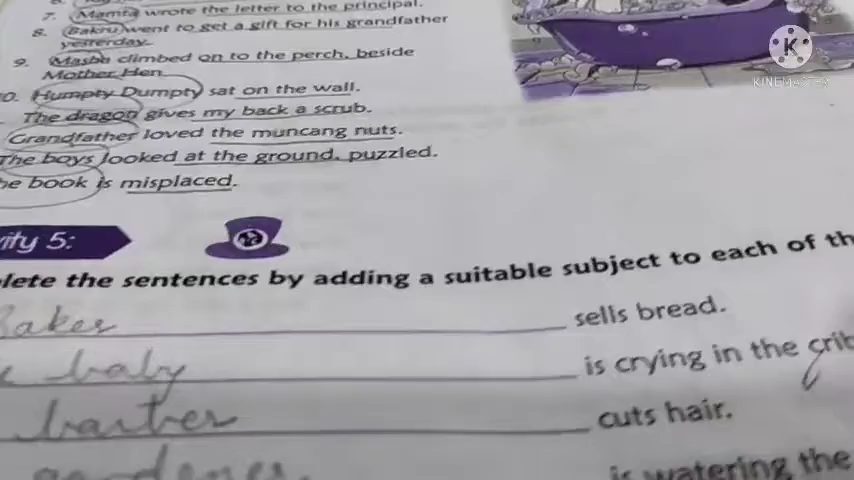 7. Mamta wrote the letter to the principal.
8. Bakru went to get a gift for his grandfather
yesterday.
9. Masha climbed on to the perch, beside
Mother Hen.
0. Humpty Dumpty sat on the wall.
The dragon gives my back a scrub.
Grandfather loved the muncang nuts.
The boys looked at the ground, puzzled.
he book is misplaced.
vity 5:
lete the sentences by adding a suitable subject to each of th
Baker sells bread.
baby is crying in the crib
barber cuts hair.
gardener is watering the
KINEMASTER